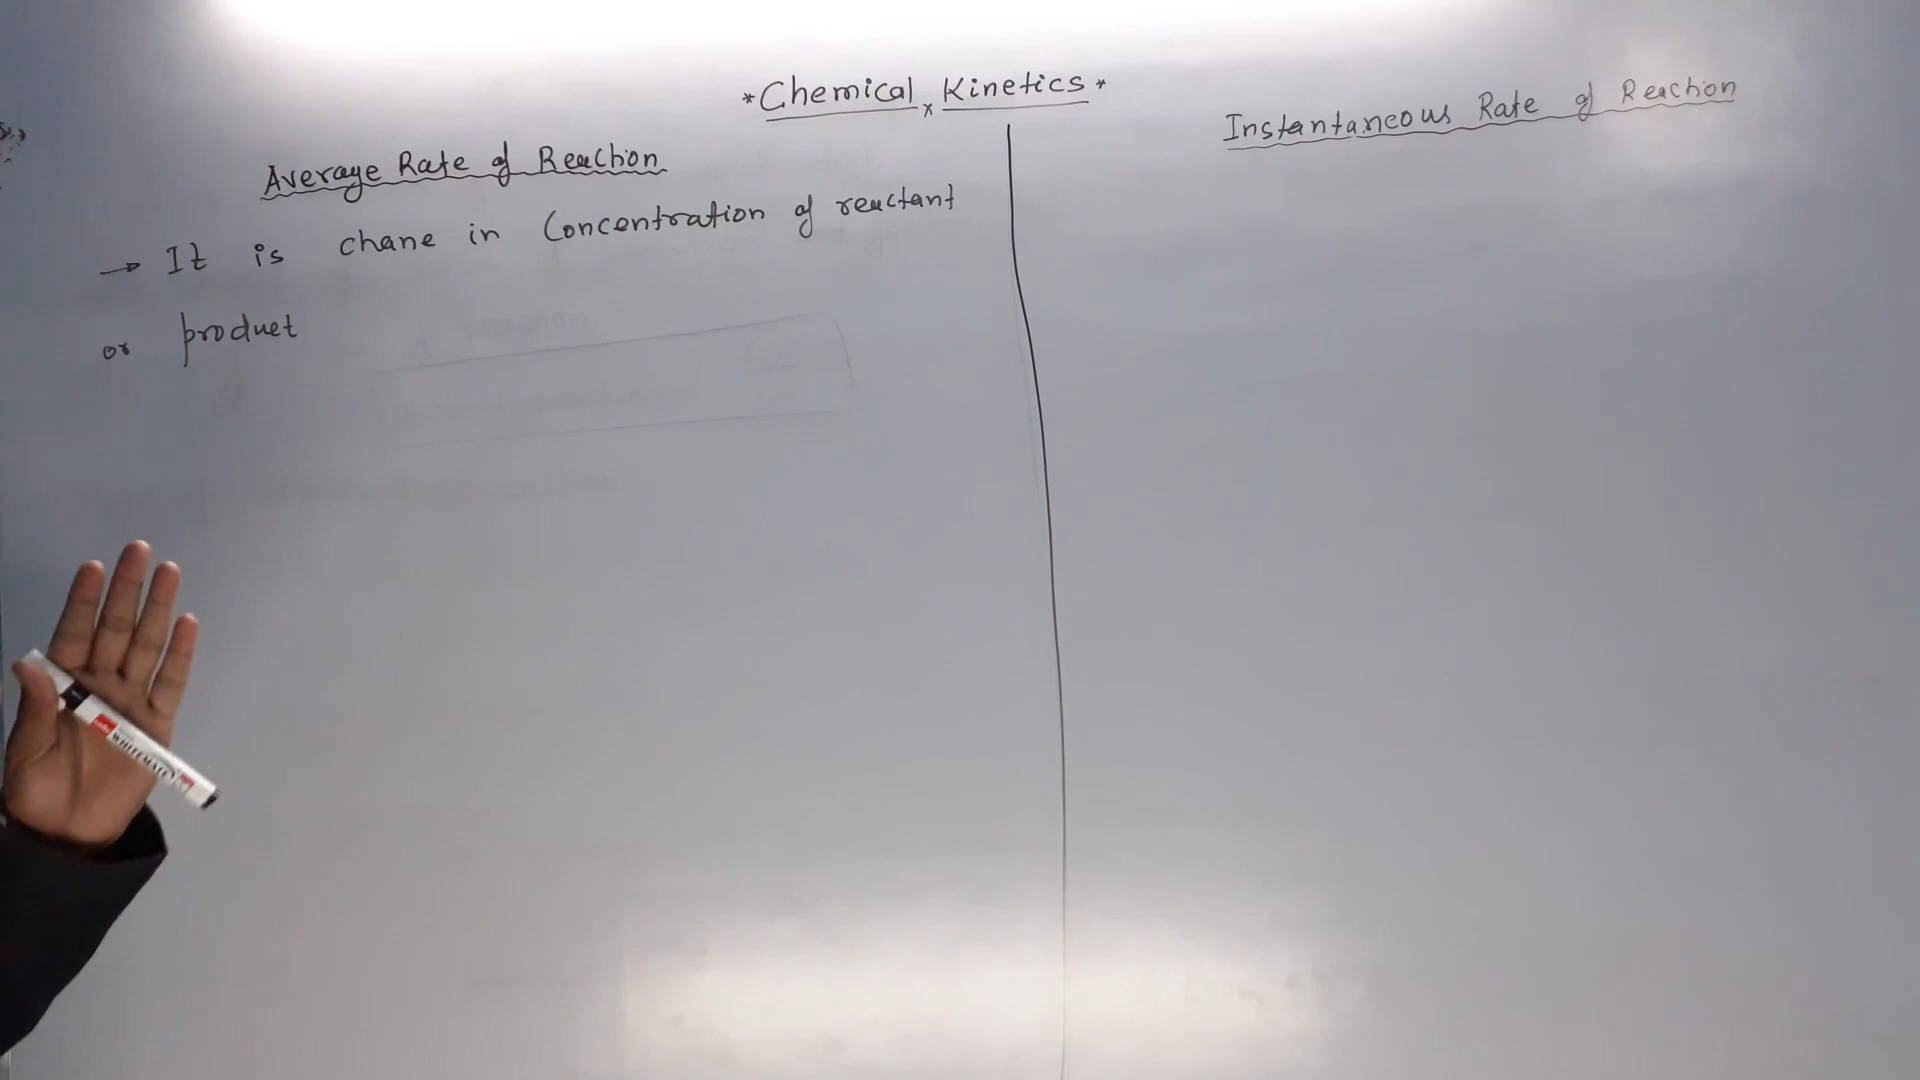 *Chemical x Kinetics*
Average Rate of Reaction
→ It is chane in Concentration of reactant
or product
Instantaneous Rate of Reaction
WHITEMATE